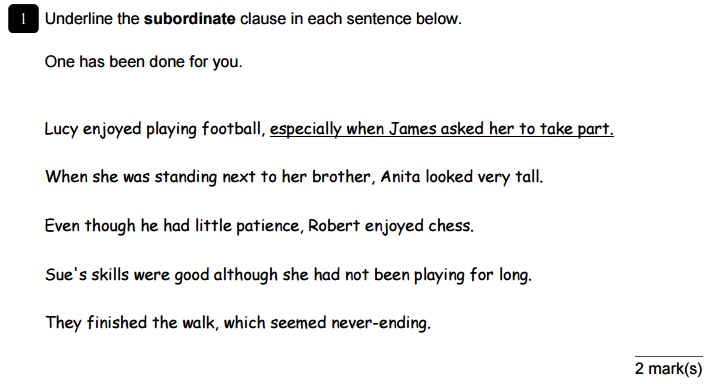 1 Underline the subordinate clause in each sentence below.
One has been done for you.
Lucy enjoyed playing football, especially when James asked her to take part.
When she was standing next to her brother, Anita looked very tall.
Even though he had little patience, Robert enjoyed chess.
Sue's skills were good although she had not been playing for long.
They finished the walk, which seemed never-ending.
2 mark(s)